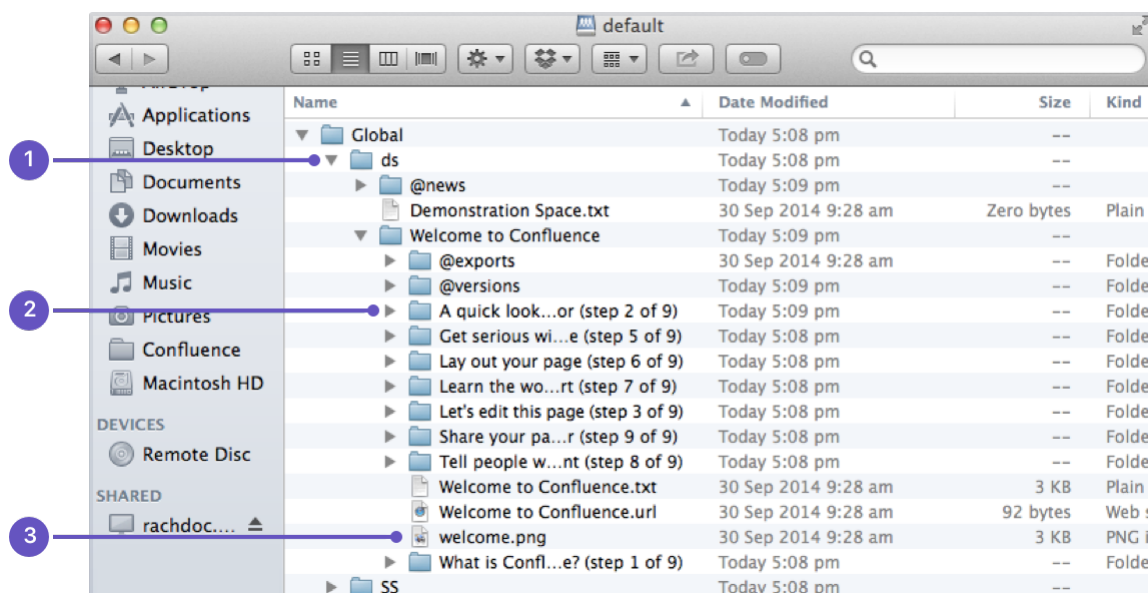 default
Name Date Modified Size Kind
Applications
Desktop
Documents
Downloads
Movies
Music
Pictures
Confluence
Macintosh HD
DEVICES
Remote Disc
SHARED
rachdoc....
Global Today 5:08 pm --
1 ds Today 5:08 pm --
@news Today 5:09 pm --
Demonstration Space.txt 30 Sep 2014 9:28 am Zero bytes Plain
Welcome to Confluence Today 5:09 pm --
@exports 30 Sep 2014 9:28 am -- Folde
@versions Today 5:09 pm -- Folde
2 A quick look...or (step 2 of 9) Today 5:09 pm -- Folde
Get serious wi...e (step 5 of 9) Today 5:08 pm -- Folde
Lay out your page (step 6 of 9) Today 5:08 pm -- Folde
Learn the wo...rt (step 7 of 9) Today 5:08 pm -- Folde
Let's edit this page (step 3 of 9) Today 5:08 pm -- Folde
Share your pa...r (step 9 of 9) Today 5:08 pm -- Folde
Tell people w...nt (step 8 of 9) Today 5:08 pm -- Folde
Welcome to Confluence.txt 30 Sep 2014 9:28 am 3 KB Plain
Welcome to Confluence.url 30 Sep 2014 9:28 am 92 bytes Web s
3 welcome.png 30 Sep 2014 9:28 am 3 KB PNG i
What is Confl...e? (step 1 of 9) Today 5:08 pm -- Folde
SS Today 5:08 pm --